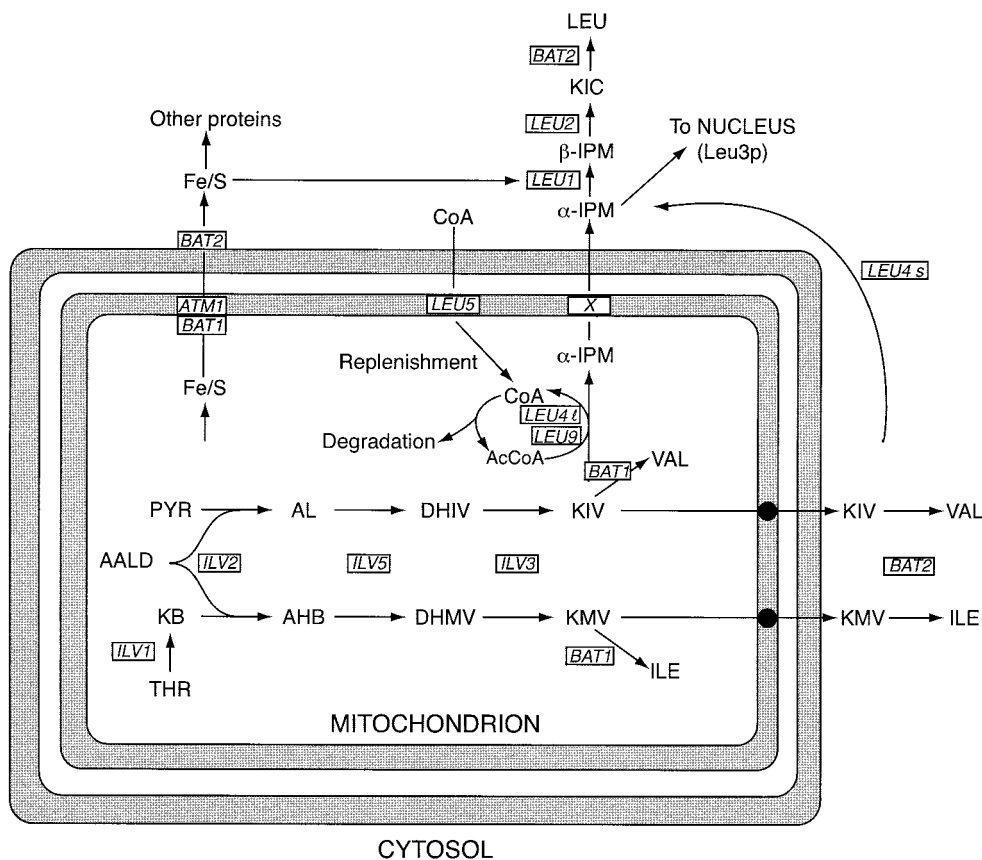 LEU
BAT2
KIC
Other proteins
LEU2
To NUCLEUS
(Leu3p)
β-IPM
Fe/S
LEU1
α-IPM
CoA
BAT2
LEU4 s
ATM1
LEU5
X
BAT1
α-IPM
Replenishment
Fe/S
CoA
LEU4 ℓ
Degradation
LEU9
AcCoA
BAT1
VAL
PYR AL DHIV KIV KIV VAL
AALD ILV2 ILV5 ILV3 BAT2
KB AHB DHMV KMV KMV ILE
ILV1
BAT1
ILE
THR
MITOCHONDRION
CYTOSOL